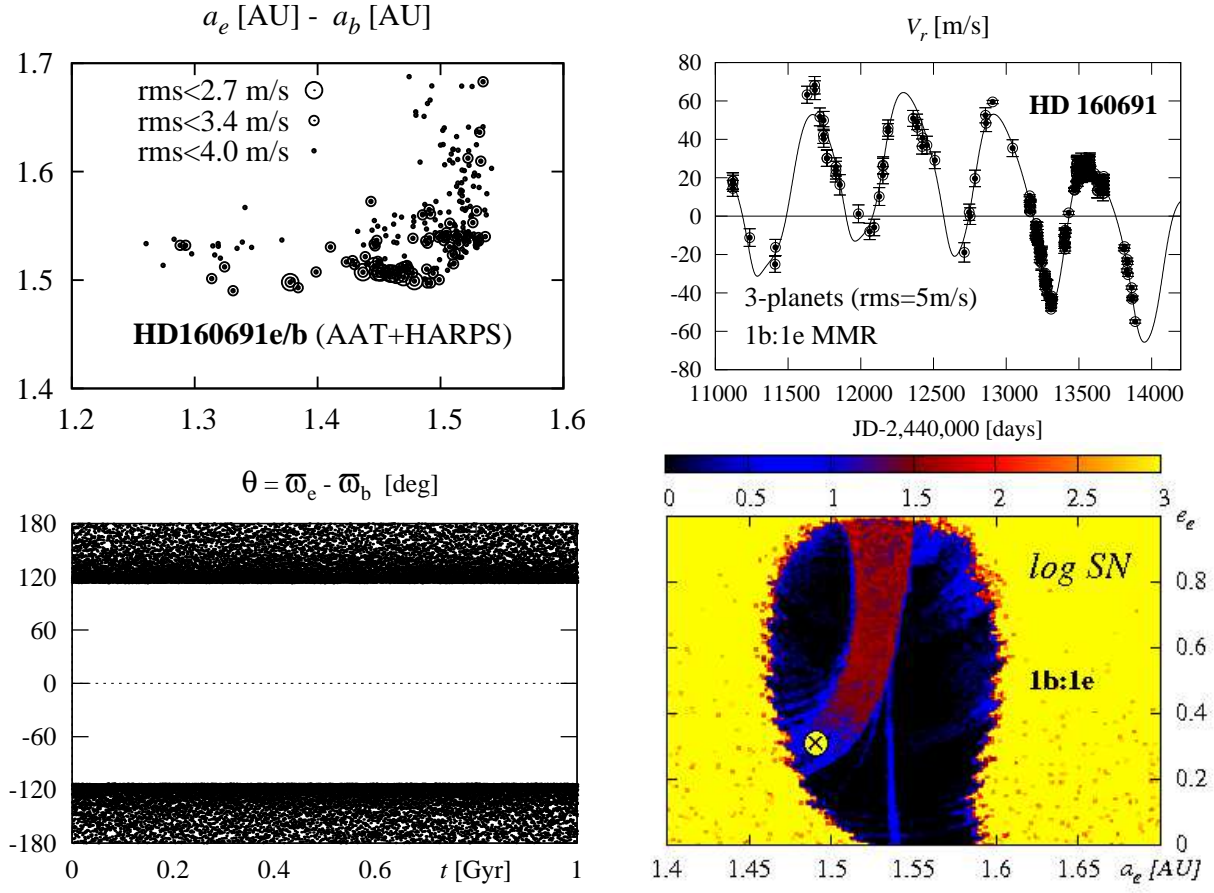 a_e [AU] - a_b [AU]
1.7
1.6
1.5
1.4
rms<2.7 m/s
rms<3.4 m/s
rms<4.0 m/s
HD160691e/b (AAT+HARPS)
1.2 1.3 1.4 1.5 1.6
V_r [m/s]
80
60
40
20
0
-20
-40
-60
-80
HD 160691
3-planets (rms=5m/s)
1b:1e MMR
11000 11500 12000 12500 13000 13500 14000
JD-2,440,000 [days]
θ = ϖ_e - ϖ_b [deg]
180
120
60
0
-60
-120
-180
0 0.2 0.4 0.6 t [Gyr] 1
0 0.5 1 1.5 2 2.5 3
e_e
log SN
0.8
0.6
1b:1e
0.4
0.2
0
1.4 1.45 1.5 1.55 1.6 1.65 a_e [AU]